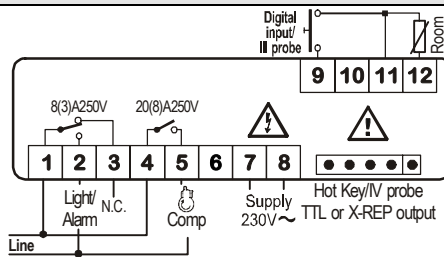 Digital
input/
III probe
Room
9 10 11 12
8(3)A250V
20(8)A250V
1 2 3 4 5 6 7 8
Light/
Alarm
N.C.
Comp
Supply
230V~
Hot Key/IV probe
TTL or X-REP output
Line